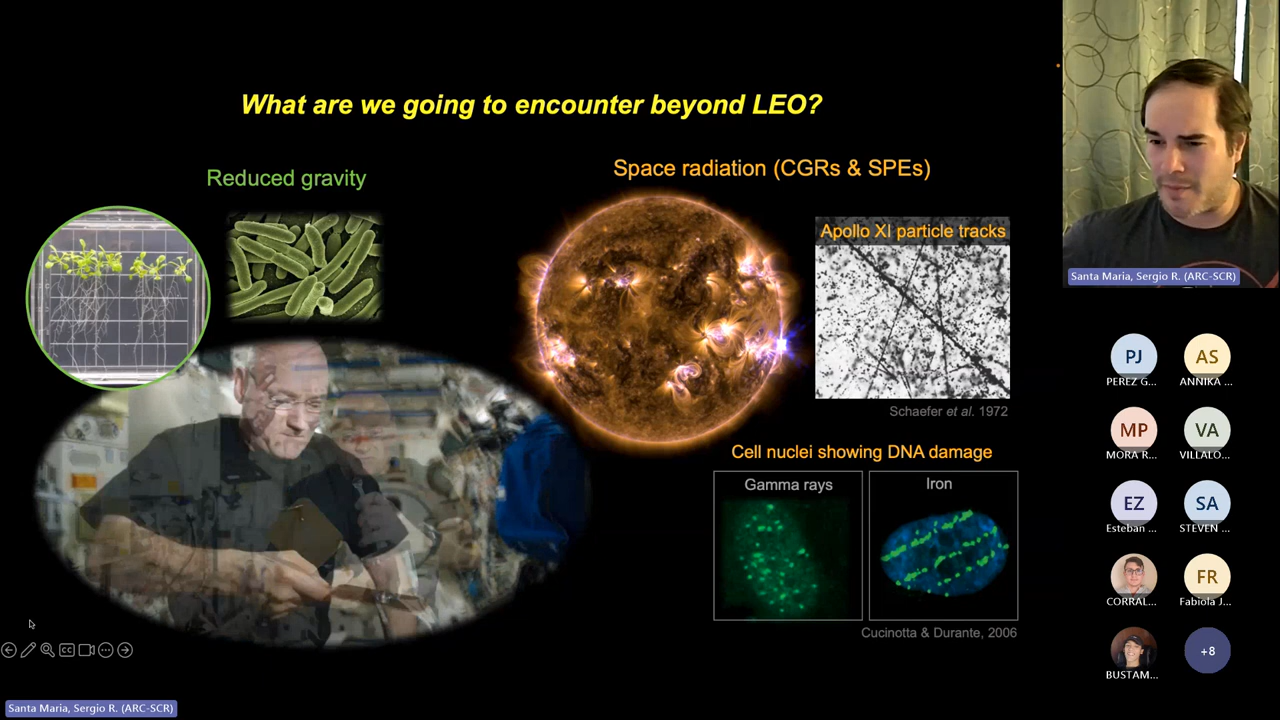 What are we going to encounter beyond LEO?
Reduced gravity
Space radiation (CGRs & SPEs)
Apollo XI particle tracks
Schaefer et al. 1972
Cell nuclei showing DNA damage
Gamma rays
Iron
Cucinotta & Durante, 2006
CC
Santa Maria, Sergio R. (ARC-SCR)
Santa Maria, Sergio R. (ARC-SCR)
PJ
AS
PEREZ G...
ANNIKA ...
MP
VA
MORA R...
VILLALO...
EZ
SA
Esteban ...
STEVEN ...
FR
CORRAL...
Fabiola J...
+8
BUSTAM...